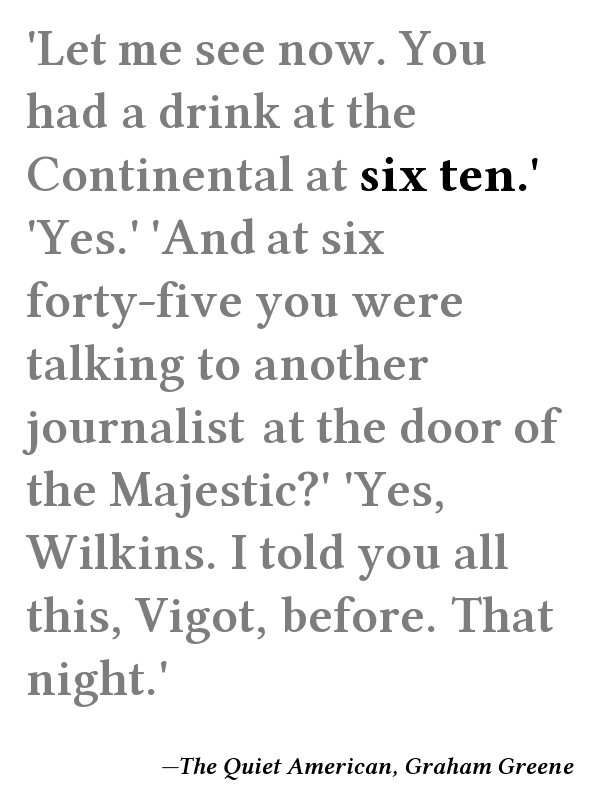 'Let me see now. You
had a drink at the
Continental at six ten.'
'Yes.' 'And at six
forty-five you were
talking to another
journalist at the door of
the Majestic?' 'Yes,
Wilkins. I told you all
this, Vigot, before. That
night.'
—The Quiet American, Graham Greene